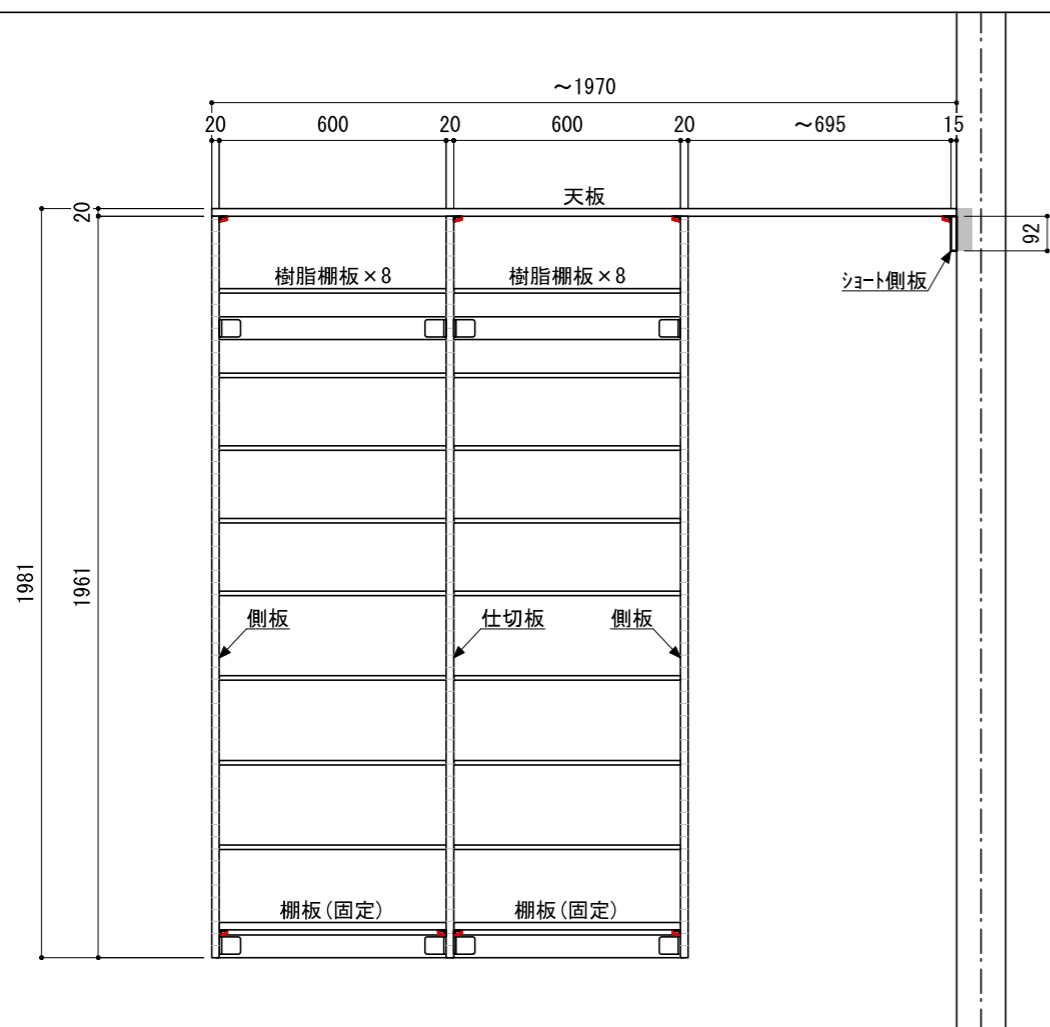 ～1970
20 600 20 600 20 ～695 15
天板
20
92
樹脂棚板×8 樹脂棚板×8
ｼｮｰﾄ側板
1981 1961
側板 仕切板 側板
棚板(固定) 棚板(固定)